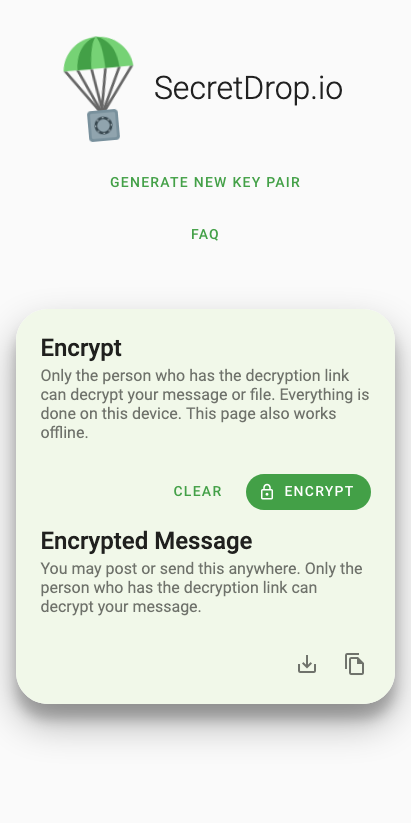 SecretDrop.io
GENERATE NEW KEY PAIR
FAQ
Encrypt
Only the person who has the decryption link
can decrypt your message or file. Everything is
done on this device. This page also works
offline.
CLEAR
ENCRYPT
Encrypted Message
You may post or send this anywhere. Only the
person who has the decryption link can
decrypt your message.